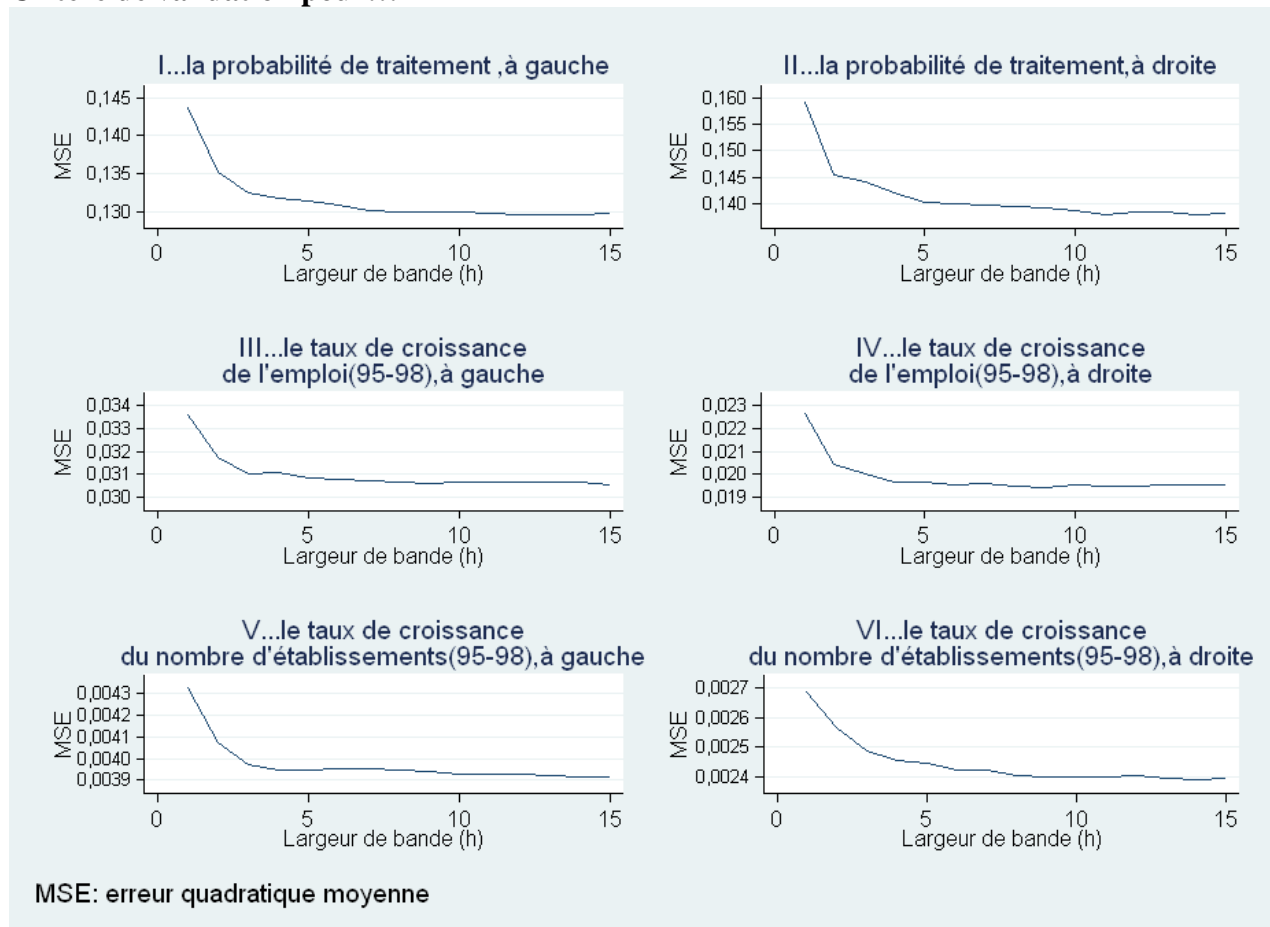 I...la probabilité de traitement ,à gauche
MSE
0,145
0,140
0,135
0,130
0 5 10 15
Largeur de bande (h)
II...la probabilité de traitement,à droite
MSE
0,160
0,155
0,150
0,145
0,140
0 5 10 15
Largeur de bande (h)
III...le taux de croissance
de l'emploi(95-98),à gauche
MSE
0,034
0,033
0,032
0,031
0,030
0 5 10 15
Largeur de bande (h)
IV...le taux de croissance
de l'emploi(95-98),à droite
MSE
0,023
0,022
0,021
0,020
0,019
0 5 10 15
Largeur de bande (h)
V...le taux de croissance
du nombre d'établissements(95-98),à gauche
MSE
0,0043
0,0042
0,0041
0,0040
0,0039
0 5 10 15
Largeur de bande (h)
VI...le taux de croissance
du nombre d'établissements(95-98),à droite
MSE
0,0027
0,0026
0,0025
0,0024
0 5 10 15
Largeur de bande (h)
MSE: erreur quadratique moyenne